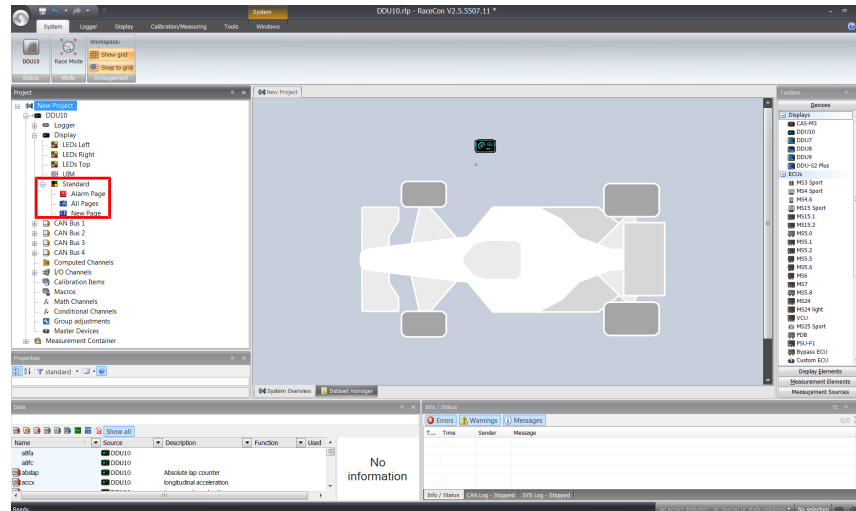 System
DDU10.rlp - RaceCon V2.5.5507.11 *
System Logger Display Calibration/Measuring Tools Windows
DDU10
Race Mode
Workspace:
Show grid
Snap to grid
Status Mode Arrangement
Project
New Project
DDU10
Logger
Display
LEDs Left
LEDs Right
LEDs Top
UIM
Standard
Alarm Page
All Pages
New Page
CAN Bus 1
CAN Bus 2
CAN Bus 3
CAN Bus 4
Computed Channels
I/O Channels
Calibration Items
Macros
Math Channels
Conditional Channels
Group adjustments
Master Devices
Measurement Container
Properties
standard
New Project
System Overview Dataset manager
Toolbox
Devices
Displays
CAS-M3
DDU10
DDU7
DDU8
DDU9
DDU-S2 Plus
ECUs
MS3 Sport
MS4 Sport
MS4.6
MS15 Sport
MS15.1
MS15.2
MS5.0
MS5.1
MS5.2
MS5.5
MS5.6
MS6
MS7
MS5.8
MS24
MS24 light
VCU
MS25 Sport
PDB
PSU-F1
Bypass ECU
Custom ECU
Display Elements
Measurement Elements
Measurement Sources
Data
Show all
Name Source Description Function Used
a8fa DDU10
a8fc DDU10
abslap DDU10 Absolute lap counter
accx DDU10 longitudinal acceleration
DDU10
No
information
Info / Status
Errors Warnings Messages 0/0
T... Time Sender Message
Info / Status CAN Log - Stopped SYS Log - Stopped
Ready.
No selection